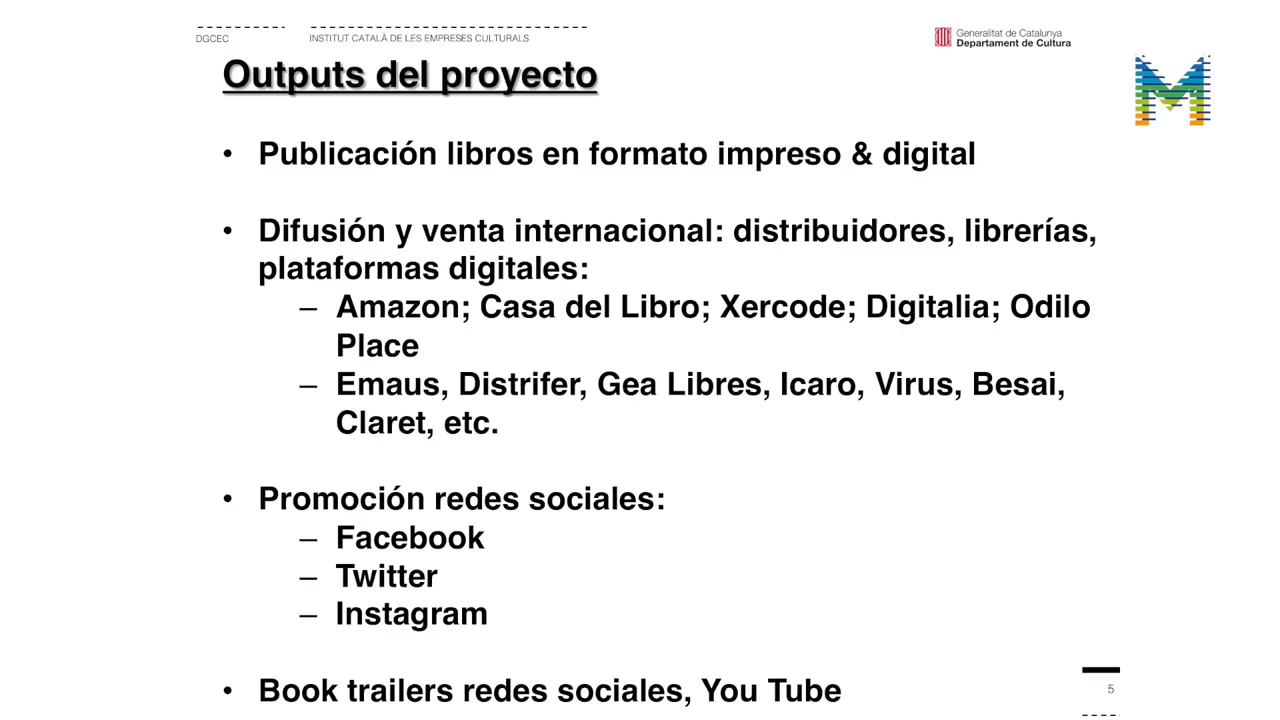 DGCEC INSTITUT CATALÀ DE LES EMPRESES CULTURALS
Generalitat de Catalunya
Departament de Cultura
Outputs del proyecto
• Publicación libros en formato impreso & digital
• Difusión y venta internacional: distribuidores, librerías,
plataformas digitales:
– Amazon; Casa del Libro; Xercode; Digitalia; Odilo
Place
– Emaus, Distrifer, Gea Libres, Icaro, Virus, Besai,
Claret, etc.
• Promoción redes sociales:
– Facebook
– Twitter
– Instagram
• Book trailers redes sociales, You Tube
5